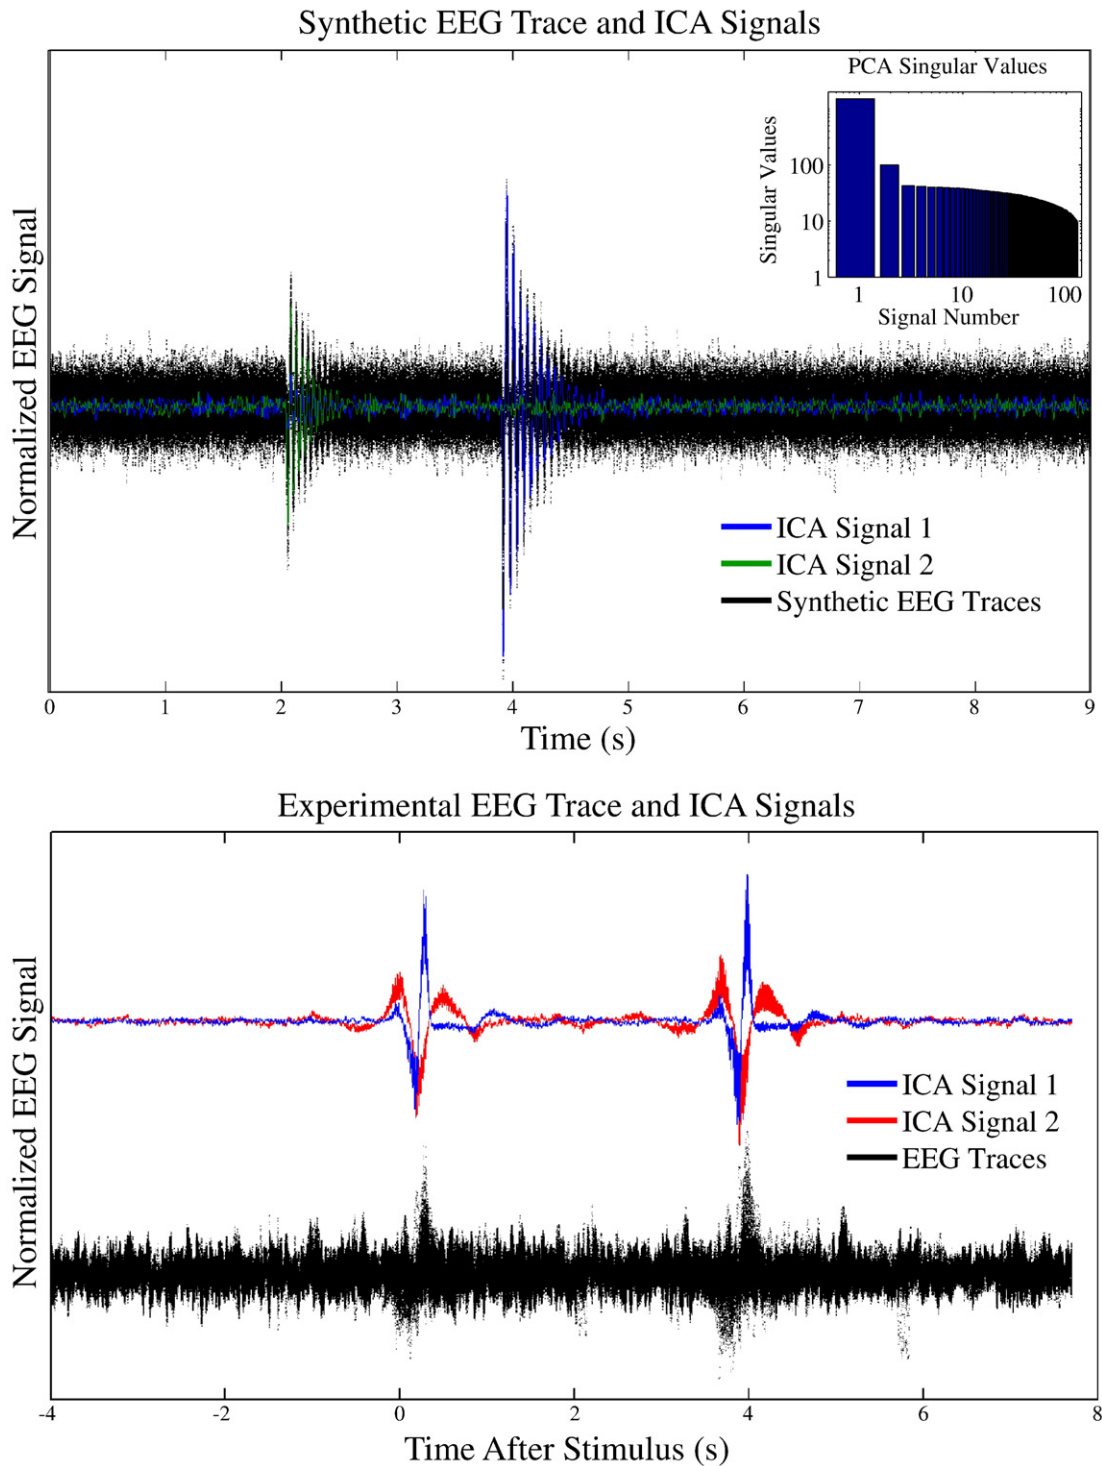 Synthetic EEG Trace and ICA Signals
PCA Singular Values
Singular Values
100
10
1
1 10 100
Signal Number
Normalized EEG Signal
ICA Signal 1
ICA Signal 2
Synthetic EEG Traces
0 1 2 3 4 5 6 7 8 9
Time (s)
Experimental EEG Trace and ICA Signals
Normalized EEG Signal
ICA Signal 1
ICA Signal 2
EEG Traces
-4 -2 0 2 4 6 8
Time After Stimulus (s)